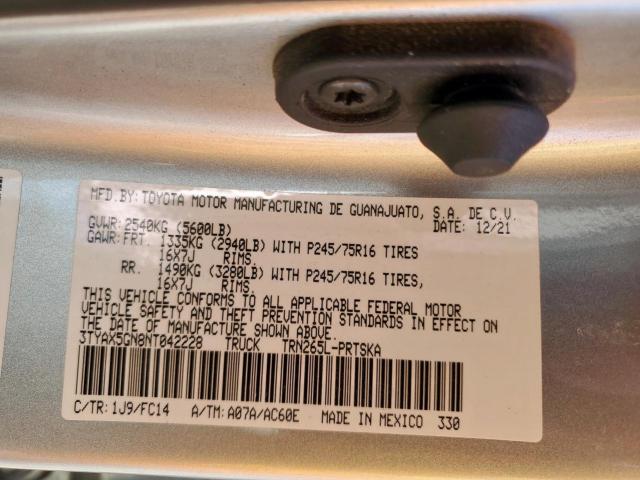 MFD. BY: TOYOTA MOTOR MANUFACTURING DE GUANAJUATO, S.A. DE C.V.
GVWR: 2540KG (5600LB) DATE: 12/21
GAWR: FRT. 1335KG (2940LB) WITH P245/75R16 TIRES
16X7J RIMS.
RR. 1490KG (3280LB) WITH P245/75R16 TIRES,
16X7J RIMS.
THIS VEHICLE CONFORMS TO ALL APPLICABLE FEDERAL MOTOR
VEHICLE SAFETY AND THEFT PREVENTION STANDARDS IN EFFECT ON
THE DATE OF MANUFACTURE SHOWN ABOVE.
3TYAX5GN8NT042228 TRUCK TRN265L-PRTSKA
C/TR: 1J9/FC14 A/TM: A07A/AC60E MADE IN MEXICO 330